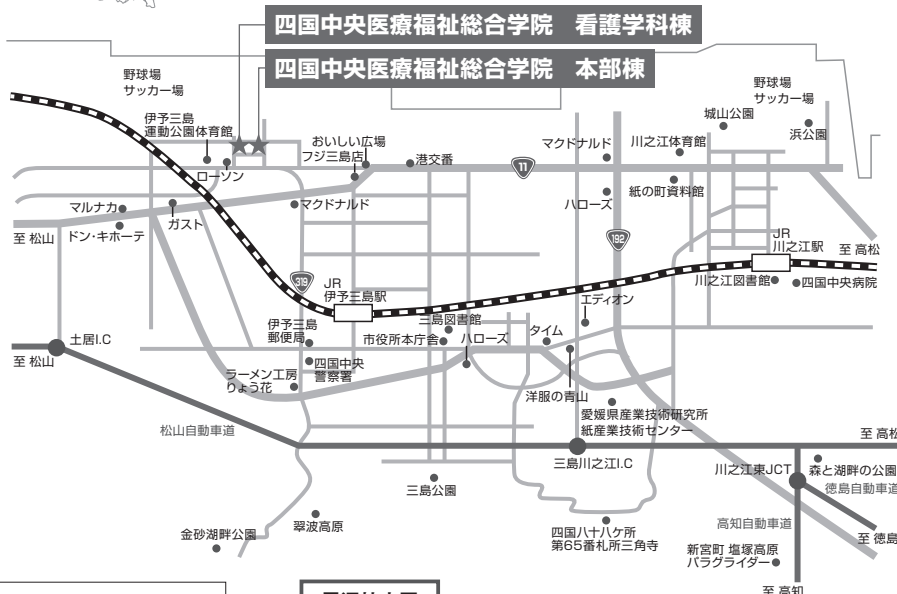 四国中央医療福祉総合学院　看護学科棟
四国中央医療福祉総合学院　本部棟
野球場
サッカー場
伊予三島
運動公園体育館
ローソン
おいしい広場
フジ三島店
港交番
11
マクドナルド
川之江体育館
城山公園
野球場
サッカー場
浜公園
紙の町資料館
ハローズ
マルナカ
ドン・キホーテ
ガスト
マクドナルド
至 松山
192
JR
川之江駅
至 高松
川之江図書館
四国中央病院
319
JR
伊予三島駅
エディオン
伊予三島
郵便局
三島図書館
市役所本庁舎
ハローズ
タイム
土居I.C
至 松山
四国中央
警察署
ラーメン工房
りょう花
洋服の青山
愛媛県産業技術研究所
紙産業技術センター
松山自動車道
至 高松
三島川之江I.C
川之江東JCT
森と湖畔の公園
徳島自動車道
三島公園
翠波高原
金砂湖畔公園
四国八十八ケ所
第65番札所三角寺
高知自動車道
至 徳島
新宮町 塩塚高原
パラグライダー
至 高知